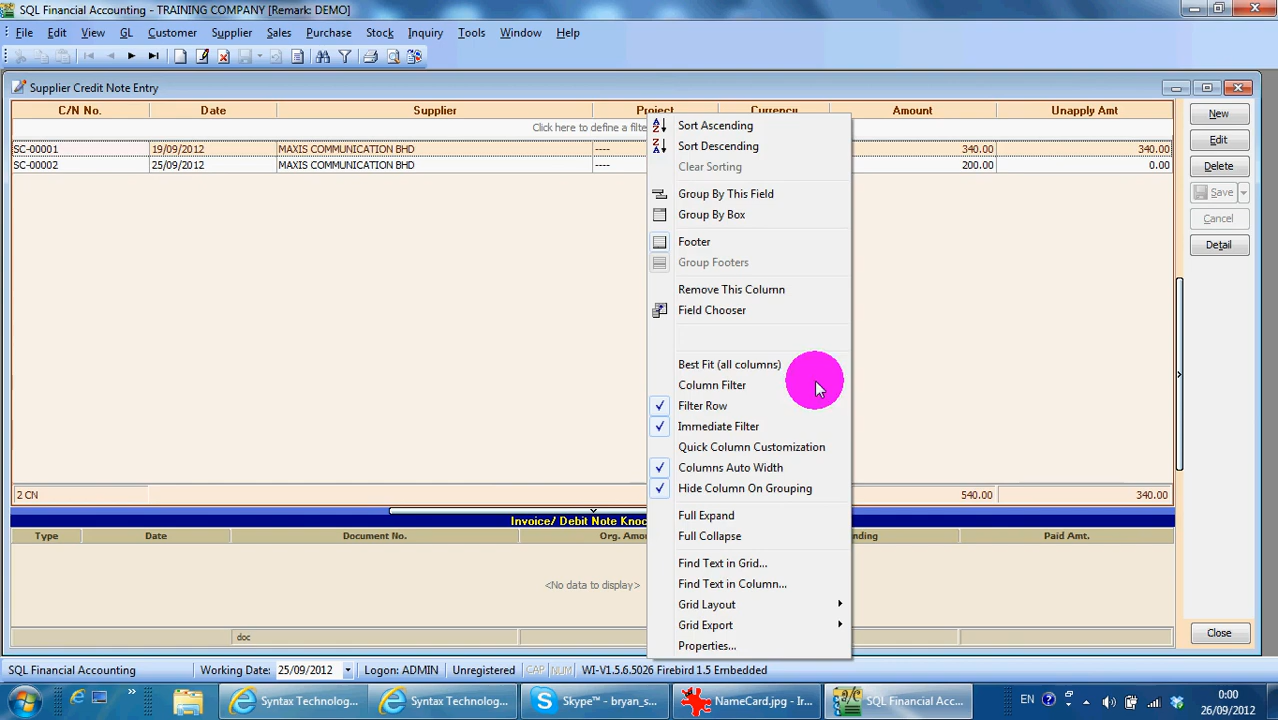 SQL Financial Accounting - TRAINING COMPANY [Remark: DEMO]
File Edit View GL Customer Supplier Sales Purchase Stock Inquiry Tools Window Help
Supplier Credit Note Entry
C/N No. Date Supplier Project Currency Amount Unapply Amt
Click here to define a filte
SC-00001 19/09/2012 MAXIS COMMUNICATION BHD ---- 340.00 340.00
SC-00002 25/09/2012 MAXIS COMMUNICATION BHD ---- 200.00 0.00
New
Edit
Delete
Save
Cancel
Detail
Sort Ascending
Sort Descending
Clear Sorting
Group By This Field
Group By Box
Footer
Group Footers
Remove This Column
Field Chooser
Best Fit (all columns)
Column Filter
Filter Row
Immediate Filter
Quick Column Customization
Columns Auto Width
Hide Column On Grouping
Full Expand
Full Collapse
Find Text in Grid...
Find Text in Column...
Grid Layout
Grid Export
Properties...
2 CN 540.00 340.00
Invoice/ Debit Note Knoc
Type Date Document No. Org. Amo nding Paid Amt.
<No data to display>
doc
Close
SQL Financial Accounting Working Date: 25/09/2012 Logon: ADMIN Unregistered CAP NUM WI-V1.5.6.5026 Firebird 1.5 Embedded
Syntax Technolog... Syntax Technolog... Skype™ - bryan_s... NameCard.jpg - Ir... SQL Financial Acc... EN 0:00
26/09/2012